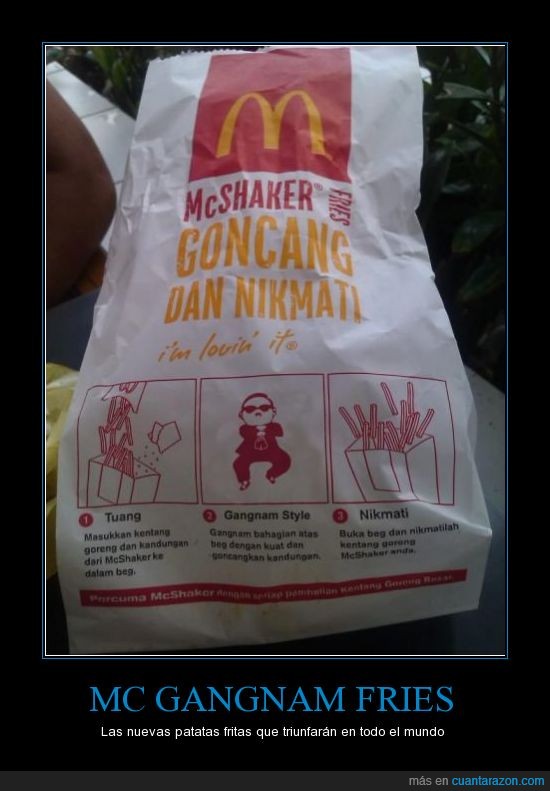 McSHAKER® FRIES
GONCANG
DAN NIKMATI
i'm lovin' it®
1 Tuang
Masukkan kentang
goreng dan kandungan
dari McShaker ke
dalam beg.
2 Gangnam Style
Gangnam bahagian atas
beg dengan kuat dan
goncangkan kandungan.
3 Nikmati
Buka beg dan nikmatilah
kentang goreng
McShaker anda.
Percuma McShaker dengan setiap pembelian Kentang Goreng Besar.
MC GANGNAM FRIES
Las nuevas patatas fritas que triunfarán en todo el mundo
más en cuantarazon.com